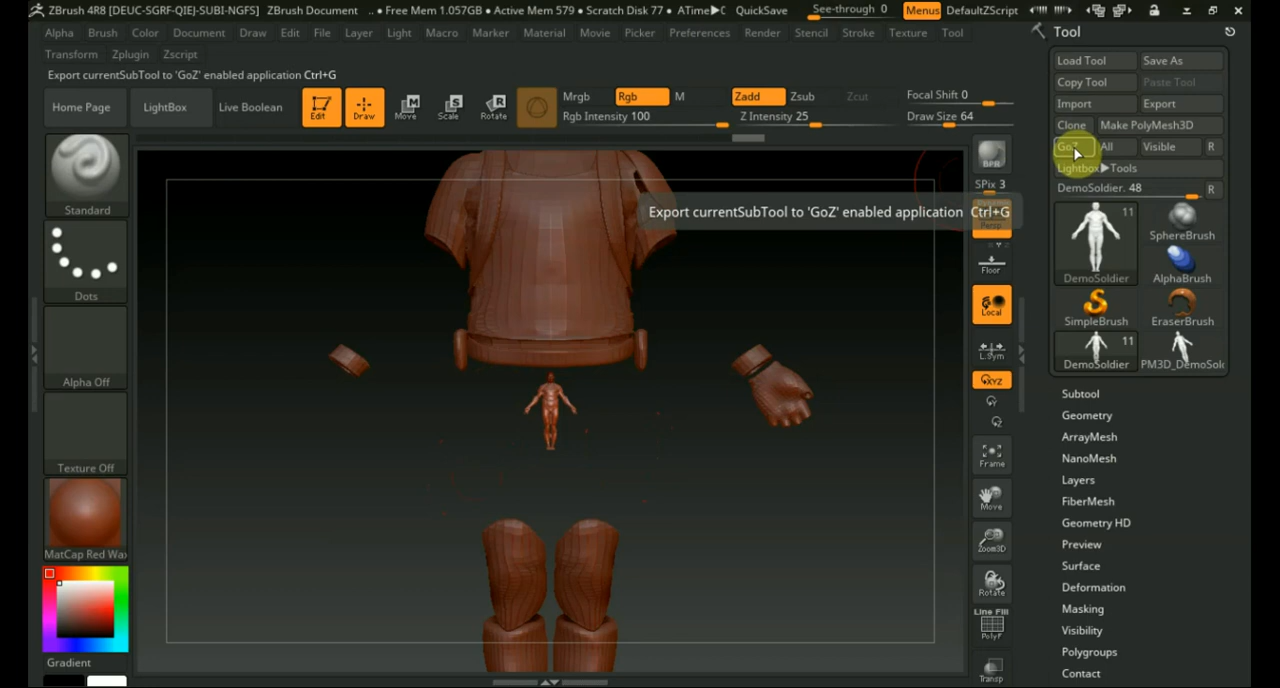 ZBrush 4R8 [DEUC-SGRF-QIEJ-SUBI-NGFS] ZBrush Document .. ● Free Mem 1.057GB ● Active Mem 579 ● Scratch Disk 77 ● ATime▶ QuickSave See-through 0 Menus DefaultZScript
Alpha Brush Color Document Draw Edit File Layer Light Macro Marker Material Movie Picker Preferences Render Stencil Stroke Texture Tool
Transform Zplugin Zscript
Export currentSubTool to 'GoZ' enabled application Ctrl+G
Home Page LightBox Live Boolean Edit Draw Move Scale Rotate
Mrgb Rgb M Zadd Zsub Zcut Focal Shift 0
Rgb Intensity 100 Z Intensity 25 Draw Size 64
Standard
Dots
Alpha Off
Texture Off
MatCap Red Wax
Gradient
Export currentSubTool to 'GoZ' enabled application Ctrl+G
BPR
SPix 3
Persp
Floor
Local
L.Sym
XYZ
Y
Z
Frame
Move
Zoom3D
Rotate
Line Fill
PolyF
Transp
Tool
Load Tool Save As
Copy Tool Paste Tool
Import Export
Clone Make PolyMesh3D
GoZ All Visible R
Lightbox▶Tools
DemoSoldier. 48 R
11
DemoSoldier SphereBrush
AlphaBrush
SimpleBrush EraserBrush
11
DemoSoldier PM3D_DemoSol
Subtool
Geometry
ArrayMesh
NanoMesh
Layers
FiberMesh
Geometry HD
Preview
Surface
Deformation
Masking
Visibility
Polygroups
Contact